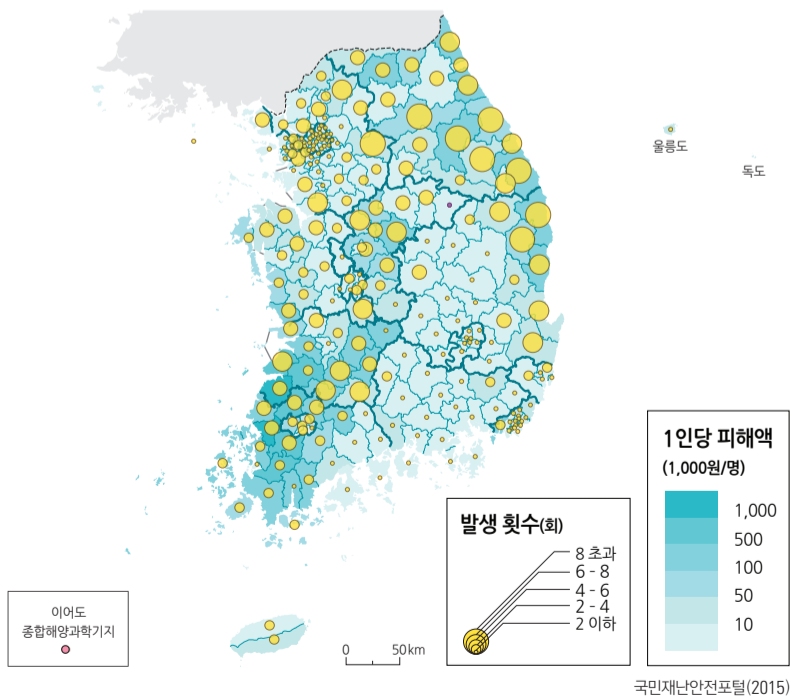 울릉도
독도
1인당 피해액
(1,000원/명)
1,000
500
100
50
10
발생 횟수(회)
8 초과
6 - 8
4 - 6
2 - 4
2 이하
이어도
종합해양과학기지
0 50km
국민재난안전포털(2015)